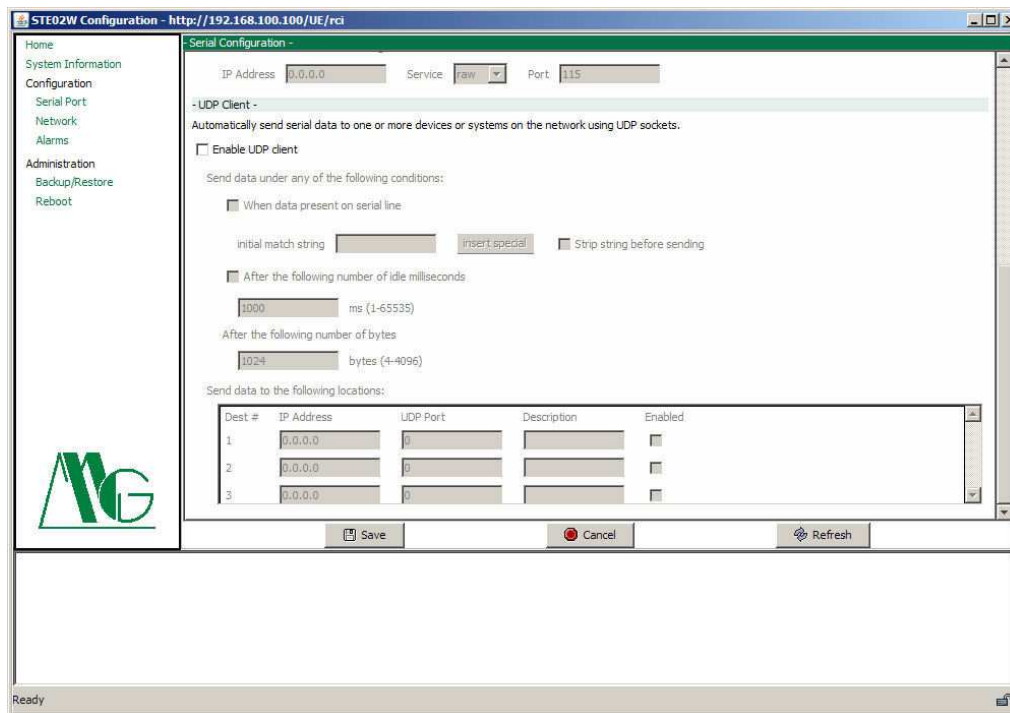 STE02W Configuration - http://192.168.100.100/UE/rci
Home
System Information
Configuration
Serial Port
Network
Alarms
Administration
Backup/Restore
Reboot
- Serial Configuration -
IP Address 0.0.0.0 Service raw Port 115
- UDP Client -
Automatically send serial data to one or more devices or systems on the network using UDP sockets.
Enable UDP client
Send data under any of the following conditions:
When data present on serial line
initial match string insert special Strip string before sending
After the following number of idle milliseconds
1000 ms (1-65535)
After the following number of bytes
1024 bytes (4-4096)
Send data to the following locations:
Dest # IP Address UDP Port Description Enabled
1 0.0.0.0 0
2 0.0.0.0 0
3 0.0.0.0 0
MG
Save Cancel Refresh
Ready